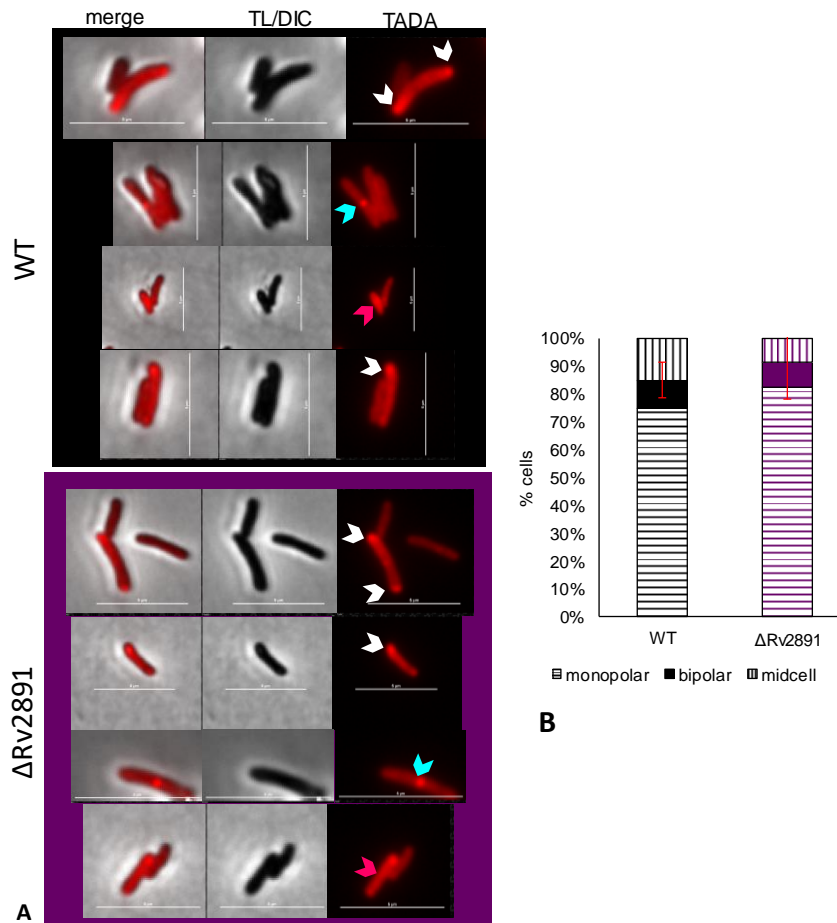 merge TL/DIC TADA
WT
ΔRv2891
A
100%
90%
80%
70%
60%
50%
40%
30%
20%
10%
0%
% cells
WT ΔRv2891
monopolar bipolar midcell
B